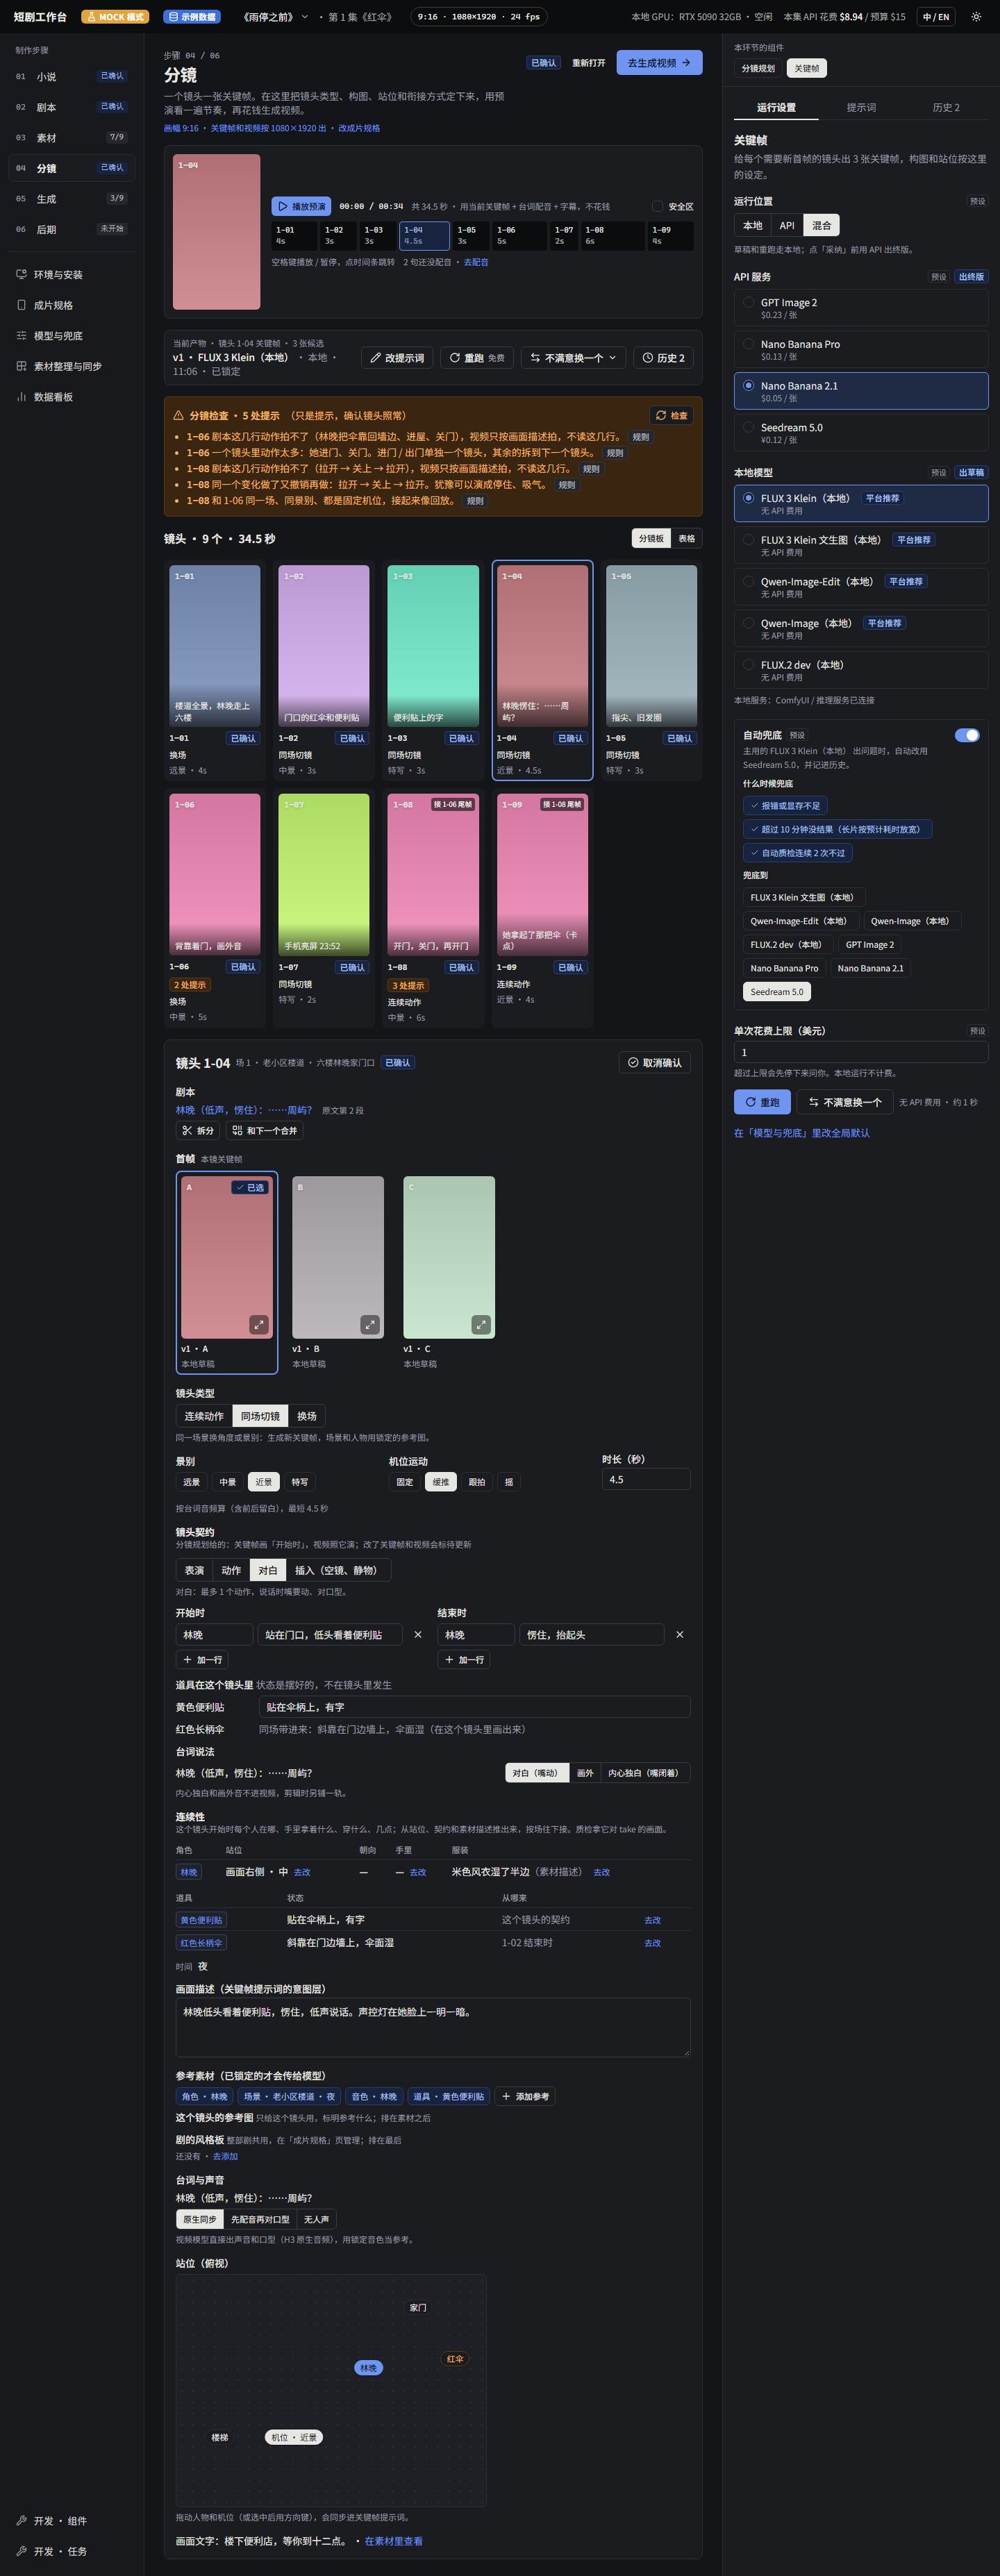 短剧工作台
MOCK 模式
示例数据
《雨停之前》 · 第 1 集《红伞》
9:16 · 1080×1920 · 24 fps
本地 GPU：RTX 5090 32GB · 空闲
本集 API 花费 $8.94 / 预算 $15
中 / EN
制作步骤
01 小说 已确认
02 剧本 已确认
03 素材 7/9
04 分镜 已确认
05 生成 3/9
06 后期 未开始
环境与安装
成片规格
模型与兜底
素材整理与同步
数据看板
开发 · 组件
开发 · 任务
步骤 04 / 06
分镜
已确认 重新打开 去生成视频
一个镜头一张关键帧。在这里把镜头类型、构图、站位和衔接方式定下来，用预
演看一遍节奏，再花钱生成视频。
画幅 9:16 · 关键帧和视频按 1080×1920 出 · 改成片规格
1-04
播放预演 00:00 / 00:34 共 34.5 秒 · 用当前关键帧 + 台词配音 + 字幕，不花钱 安全区
1-01 1-02 1-03 1-04 1-05 1-06 1-07 1-08 1-09
4s 3s 3s 4.5s 3s 5s 2s 6s 4s
空格键播放 / 暂停，点时间条跳转 2 句还没配音 · 去配音
当前产物 · 镜头 1-04 关键帧 · 3 张候选
v1 · FLUX 3 Klein（本地） · 本地 ·
11:06 · 已锁定
改提示词 重跑 免费 不满意换一个 历史 2
分镜检查 · 5 处提示 （只是提示，确认镜头照常） 检查
1-06 剧本这几行动作拍不了（林晚把伞靠回墙边、进屋、关门），视频只按画面描述拍，不读这几行。 规则
1-06 一个镜头里动作太多：她进门、关门。进门 / 出门单独一个镜头，其余的拆到下一个镜头。 规则
1-08 剧本这几行动作拍不了（拉开 → 关上 → 拉开），视频只按画面描述拍，不读这几行。 规则
1-08 同一个变化做了又撤销再做：拉开 → 关上 → 拉开。犹豫可以演成停住、吸气。 规则
1-08 和 1-06 同一场、同景别、都是固定机位，接起来像回放。 规则
镜头 · 9 个 · 34.5 秒 分镜板 表格
1-01 1-02 1-03 1-04 1-05
楼道全景，林晚走上六楼
门口的红伞和便利贴
便利贴上的字
林晚愣住：……周屿？
指尖、旧发圈
1-01 已确认 1-02 已确认 1-03 已确认 1-04 已确认 1-05 已确认
换场 同场切镜 同场切镜 同场切镜 同场切镜
远景 · 4s 中景 · 3s 特写 · 3s 近景 · 4.5s 特写 · 3s
1-06 1-07 1-08 接 1-06 尾帧 1-09 接 1-08 尾帧
背靠着门，画外音
手机亮屏 23:52
开门，关门，再开门
她拿起了那把伞（卡点）
1-06 已确认 1-07 已确认 1-08 已确认 1-09 已确认
2 处提示 同场切镜 3 处提示 连续动作
换场 特写 · 2s 连续动作 近景 · 4s
中景 · 5s 中景 · 6s
镜头 1-04 场 1 · 老小区楼道 · 六楼林晚家门口 已确认 取消确认
剧本
林晚（低声，愣住）：……周屿？ 原文第 2 段
拆分 和下一个合并
首帧 本镜关键帧
A 已选 B C
v1 · A v1 · B v1 · C
本地草稿 本地草稿 本地草稿
镜头类型
连续动作 同场切镜 换场
同一场景换角度或景别：生成新关键帧，场景和人物用锁定的参考图。
景别 机位运动 时长（秒）
远景 中景 近景 特写 固定 缓推 跟拍 摇 4.5
按台词音频算（含前后留白），最短 4.5 秒
镜头契约
分镜规划给的：关键帧画「开始时」，视频照它演；改了关键帧和视频会标待更新
表演 动作 对白 插入（空镜、静物）
对白：最多 1 个动作，说话时嘴要动、对口型。
开始时 结束时
林晚 站在门口，低头看着便利贴 林晚 愣住，抬起头
加一行 加一行
道具在这个镜头里 状态是摆好的，不在镜头里发生
黄色便利贴 贴在伞柄上，有字
红色长柄伞 同场带进来：斜靠在门边墙上，伞面湿（在这个镜头里画出来）
台词说法
林晚（低声，愣住）：……周屿？ 对白（嘴动） 画外 内心独白（嘴闭着）
内心独白和画外音不进视频，剪辑时另铺一轨。
连续性
这个镜头开始时每个人在哪、手里拿着什么、穿什么、几点；从站位、契约和素材描述推出来，按场往下接。质检拿它对 take 的画面。
角色 站位 朝向 手里 服装
林晚 画面右侧 · 中 去改 — — 去改 米色风衣湿了半边（素材描述） 去改
道具 状态 从哪来
黄色便利贴 贴在伞柄上，有字 这个镜头的契约 去改
红色长柄伞 斜靠在门边墙上，伞面湿 1-02 结束时 去改
时间 夜
画面描述（关键帧提示词的意图层）
林晚低头看着便利贴，愣住，低声说话。声控灯在她脸上一明一暗。
参考素材（已锁定的才会传给模型）
角色 · 林晚 场景 · 老小区楼道 · 夜 音色 · 林晚 道具 · 黄色便利贴 添加参考
这个镜头的参考图 只给这个镜头用，标明参考什么；排在素材之后
剧的风格板 整部剧共用，在「成片规格」页管理；排在最后
还没有 · 去添加
台词与声音
林晚（低声，愣住）：……周屿？
原生同步 先配音再对口型 无人声
视频模型直接出声音和口型（H3 原生音频），用锁定音色当参考。
站位（俯视）
家门
红伞
林晚
楼梯
机位 · 近景
拖动人物和机位（或选中后用方向键），会同步进关键帧提示词。
画面文字：楼下便利店，等你到十二点。 · 在素材里查看
本环节的组件
分镜规划 关键帧
运行设置 提示词 历史 2
关键帧
给每个需要新首帧的镜头出 3 张关键帧，构图和站位按这里
的设定。
运行位置 预设
本地 API 混合
草稿和重跑走本地；点「采纳」前用 API 出终版。
API 服务 预设 出终版
GPT Image 2
$0.23 / 张
Nano Banana Pro
$0.13 / 张
Nano Banana 2.1
$0.05 / 张
Seedream 5.0
¥0.12 / 张
本地模型 预设 出草稿
FLUX 3 Klein（本地） 平台推荐
无 API 费用
FLUX 3 Klein 文生图（本地） 平台推荐
无 API 费用
Qwen-Image-Edit（本地） 平台推荐
无 API 费用
Qwen-Image（本地） 平台推荐
无 API 费用
FLUX.2 dev（本地）
无 API 费用
本地服务：ComfyUI / 推理服务已连接
自动兜底 预设
主用的 FLUX 3 Klein（本地） 出问题时，自动改用
Seedream 5.0，并记进历史。
什么时候兜底
报错或显存不足
超过 10 分钟没结果（长片按预计耗时放宽）
自动质检连续 2 次不过
兜底到
FLUX 3 Klein 文生图（本地）
Qwen-Image-Edit（本地） Qwen-Image（本地）
FLUX.2 dev（本地） GPT Image 2
Nano Banana Pro Nano Banana 2.1
Seedream 5.0
单次花费上限（美元） 预设
1
超过上限会先停下来问你。本地运行不计费。
重跑 不满意换一个 无 API 费用 · 约 1 秒
在「模型与兜底」里改全局默认